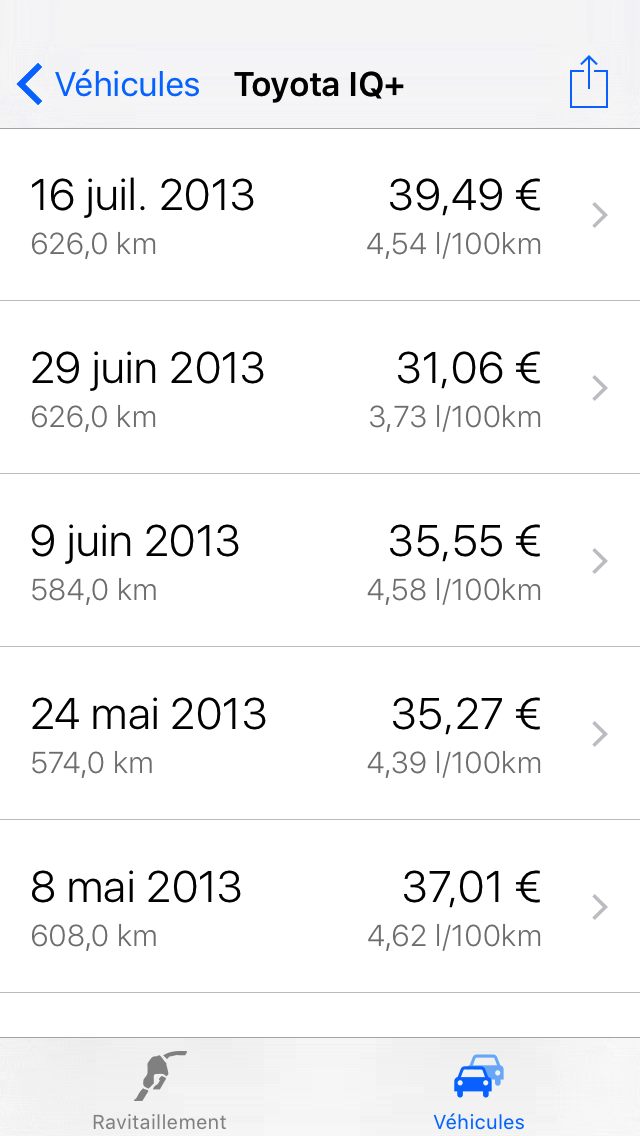 Véhicules Toyota IQ+
16 juil. 2013 39,49 €
626,0 km 4,54 l/100km
29 juin 2013 31,06 €
626,0 km 3,73 l/100km
9 juin 2013 35,55 €
584,0 km 4,58 l/100km
24 mai 2013 35,27 €
574,0 km 4,39 l/100km
8 mai 2013 37,01 €
608,0 km 4,62 l/100km
Ravitaillement Véhicules